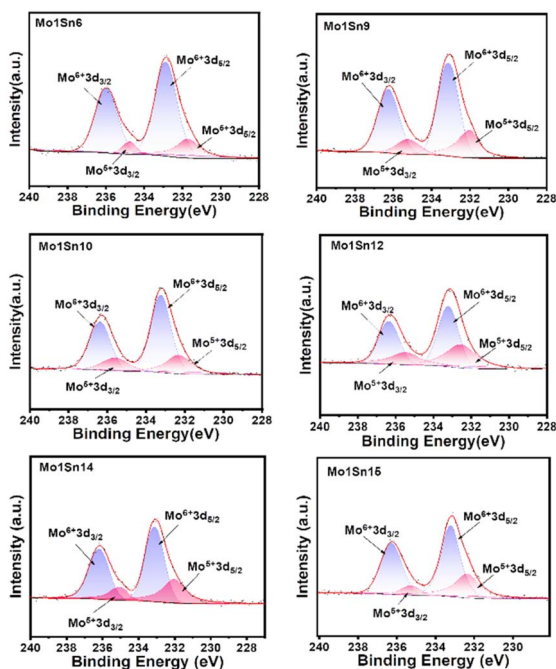 Mo1Sn6
Mo⁶⁺3d₃/₂
Mo⁶⁺3d₅/₂
Mo⁵⁺3d₅/₂
Mo⁵⁺3d₃/₂
Intensity(a.u.)
240 238 236 234 232 230 228
Binding Energy(eV)
Mo1Sn9
Mo⁶⁺3d₃/₂
Mo⁶⁺3d₅/₂
Mo⁵⁺3d₅/₂
Mo⁵⁺3d₃/₂
Intensity(a.u.)
240 238 236 234 232 230 228
Binding Energy(eV)
Mo1Sn10
Mo⁶⁺3d₃/₂
Mo⁶⁺3d₅/₂
Mo⁵⁺3d₅/₂
Mo⁵⁺3d₃/₂
Intensity(a.u.)
240 238 236 234 232 230 228
Binding Energy(eV)
Mo1Sn12
Mo⁶⁺3d₃/₂
Mo⁶⁺3d₅/₂
Mo⁵⁺3d₅/₂
Mo⁵⁺3d₃/₂
Intensity(a.u.)
240 238 236 234 232 230 228
Binding Energy(eV)
Mo1Sn14
Mo⁶⁺3d₃/₂
Mo⁶⁺3d₅/₂
Mo⁵⁺3d₅/₂
Mo⁵⁺3d₃/₂
Intensity (a.u.)
240 238 236 234 232 230 228
Binding Energy (eV)
Mo1Sn15
Mo⁶⁺3d₃/₂
Mo⁶⁺3d₅/₂
Mo⁵⁺3d₅/₂
Mo⁵⁺3d₃/₂
Intensity (a.u.)
240 238 236 234 232 230
Binding Energy (eV)